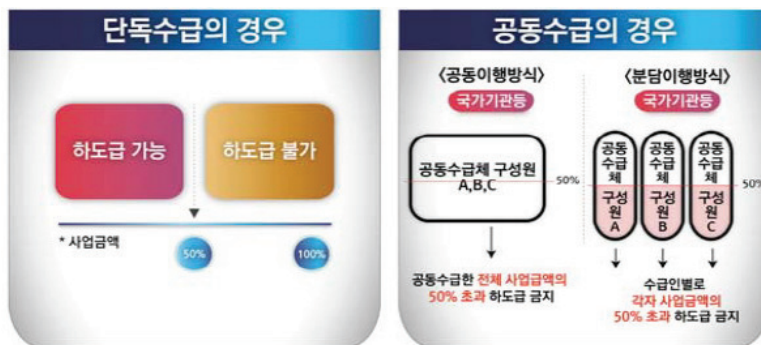 단독수급의 경우
하도급 가능
하도급 불가
* 사업금액
50%
100%
공동수급의 경우
<공동이행방식>
국가기관등
공동수급체 구성원
A,B,C
50%
공동수급한 전체 사업급액의
50% 초과 하도급 금지
<분담이행방식>
국가기관등
공동
수급
체
구성
원
A
공동
수급
체
구성
원
B
공동
수급
체
구성
원
C
50%
수급인별로
각자 사업금액의
50% 초과 하도급 금지